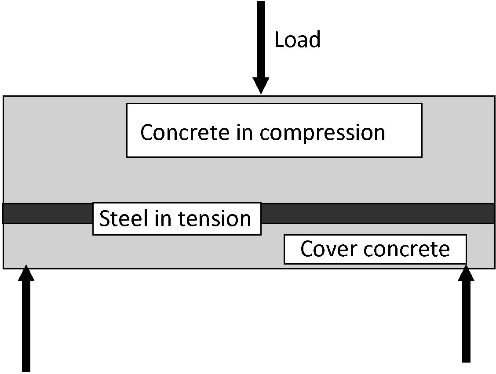 Load
Concrete in compression
Steel in tension
Cover concrete